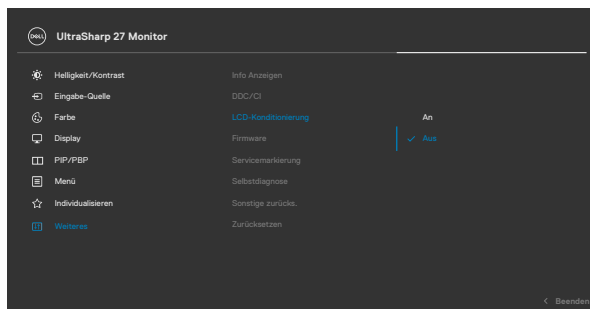 DELL UltraSharp 27 Monitor
Helligkeit/Kontrast Info Anzeigen
Eingabe-Quelle DDC/CI
Farbe LCD-Konditionierung An
Display Firmware Aus
PIP/PBP Servicemarkierung
Menü Selbstdiagnose
Individualisieren Sonstige zurücks.
Weiteres Zurücksetzen
Beenden